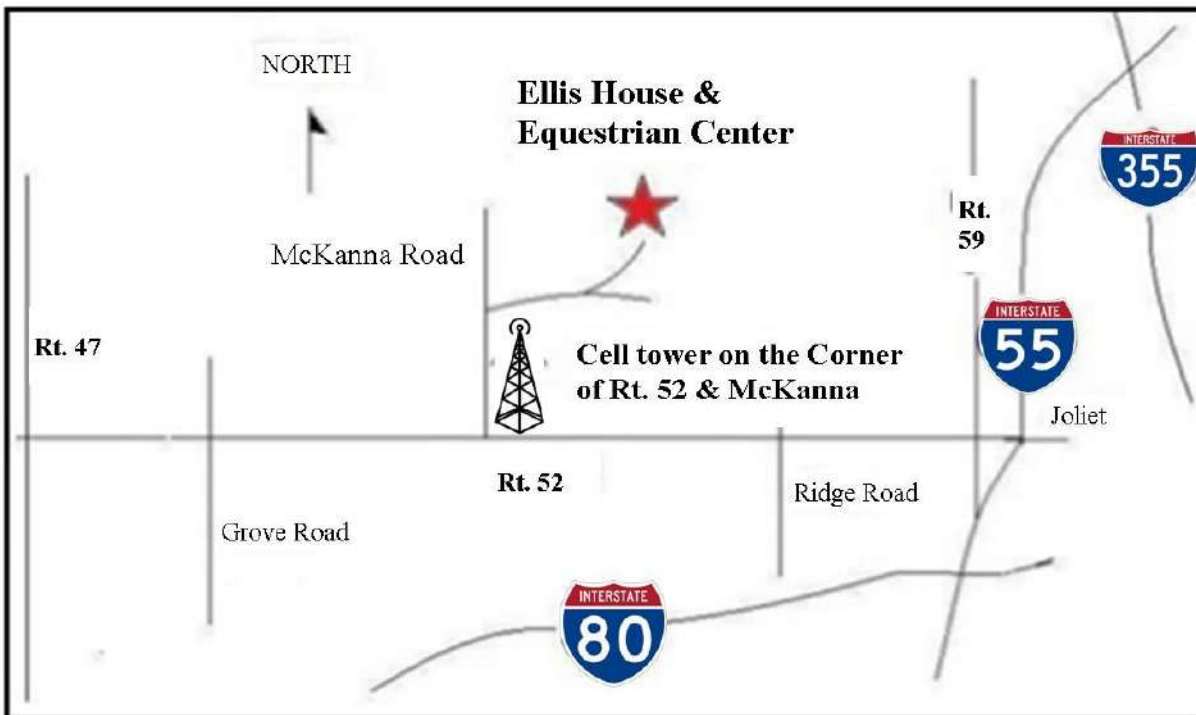 NORTH
Ellis House &
Equestrian Center
INTERSTATE
355
Rt.
59
McKanna Road
INTERSTATE
55
Rt. 47
Cell tower on the Corner
of Rt. 52 & McKanna
Joliet
Rt. 52
Ridge Road
Grove Road
INTERSTATE
80